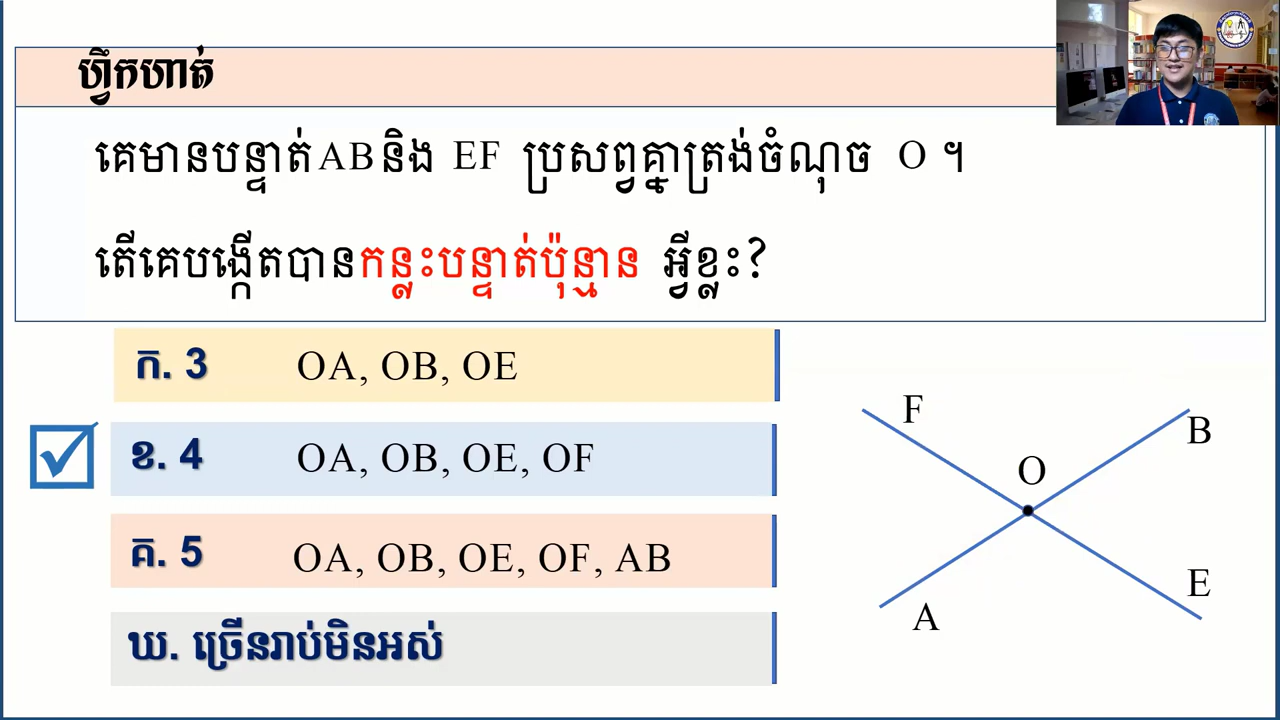 ហ្វឹកហាត់
គេមានបន្ទាត់ AB និង EF ប្រសព្វគ្នាត្រង់ចំណុច O ។
តើគេបង្កើតបានកន្លះបន្ទាត់ប៉ុន្មាន អ្វីខ្លះ?
ក. 3 OA, OB, OE
ខ. 4 OA, OB, OE, OF
គ. 5 OA, OB, OE, OF, AB
ឃ. ច្រើនរាប់មិនអស់
F
B
O
E
A